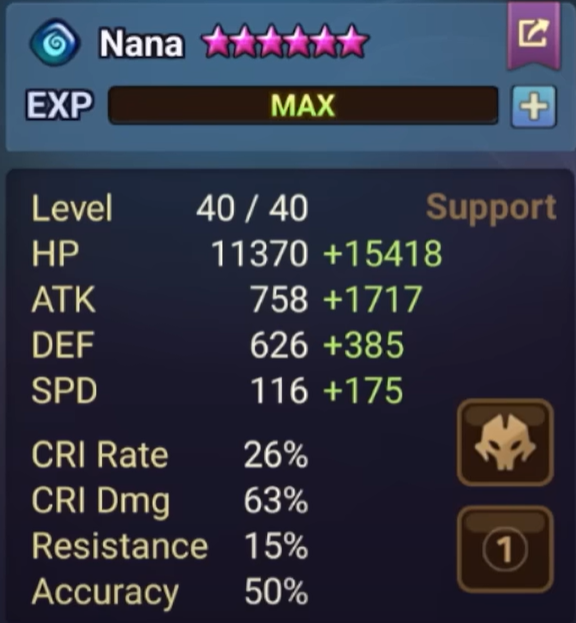 Nana
EXP MAX
Level 40 / 40 Support
HP 11370 +15418
ATK 758 +1717
DEF 626 +385
SPD 116 +175
CRI Rate 26%
CRI Dmg 63%
Resistance 15%
1
Accuracy 50%